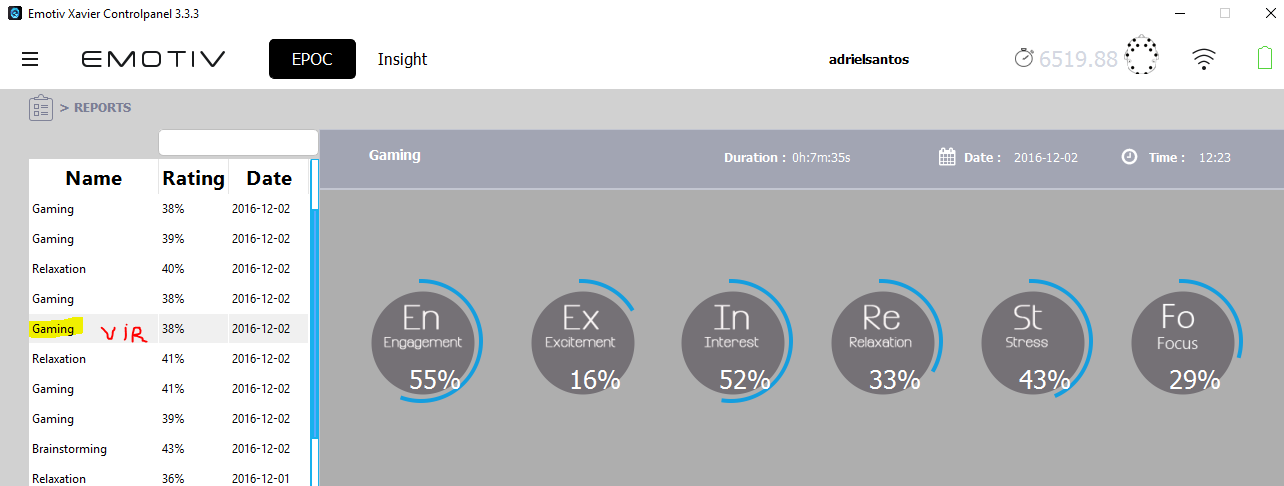 Emotiv Xavier Controlpanel 3.3.3
EMOTIV EPOC Insight adrielsantos 6519.88
> REPORTS
Gaming Duration : 0h:7m:35s Date : 2016-12-02 Time : 12:23
Name Rating Date
Gaming 38% 2016-12-02
Gaming 39% 2016-12-02
Relaxation 40% 2016-12-02
Gaming 38% 2016-12-02
Gaming VIR 38% 2016-12-02
Relaxation 41% 2016-12-02
Gaming 41% 2016-12-02
Gaming 39% 2016-12-02
Brainstorming 43% 2016-12-02
Relaxation 36% 2016-12-01
En Ex In Re St Fo
Engagement Excitement Interest Relaxation Stress Focus
55% 16% 52% 33% 43% 29%